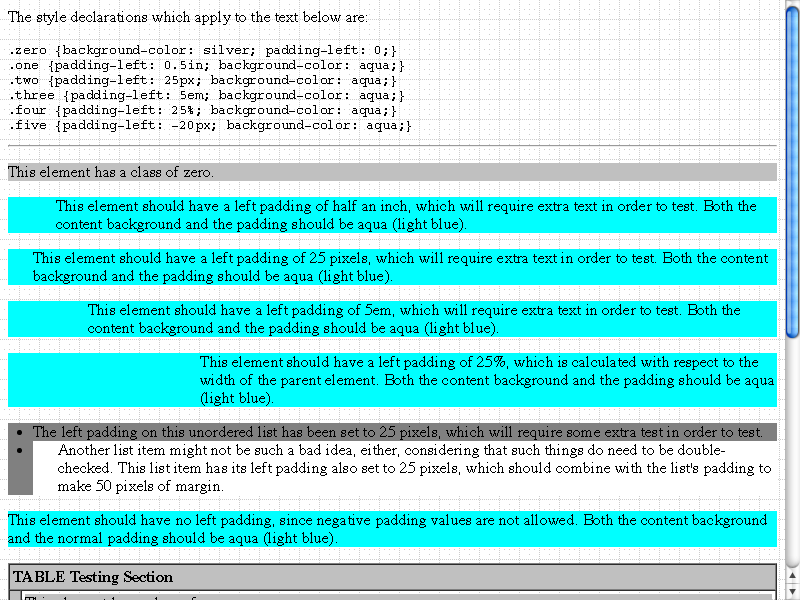 The style declarations which apply to the text below are:
.zero {background-color: silver; padding-left: 0;}
.one {padding-left: 0.5in; background-color: aqua;}
.two {padding-left: 25px; background-color: aqua;}
.three {padding-left: 5em; background-color: aqua;}
.four {padding-left: 25%; background-color: aqua;}
.five {padding-left: -20px; background-color: aqua;}
This element has a class of zero.
This element should have a left padding of half an inch, which will require extra text in order to test. Both the
content background and the padding should be aqua (light blue).
This element should have a left padding of 25 pixels, which will require extra text in order to test. Both the content
background and the padding should be aqua (light blue).
This element should have a left padding of 5em, which will require extra text in order to test. Both the
content background and the padding should be aqua (light blue).
This element should have a left padding of 25%, which is calculated with respect to the
width of the parent element. Both the content background and the padding should be aqua
(light blue).
• The left padding on this unordered list has been set to 25 pixels, which will require some extra test in order to test.
• Another list item might not be such a bad idea, either, considering that such things do need to be double-
checked. This list item has its left padding also set to 25 pixels, which should combine with the list's padding to
make 50 pixels of margin.
This element should have no left padding, since negative padding values are not allowed. Both the content background
and the normal padding should be aqua (light blue).
TABLE Testing Section